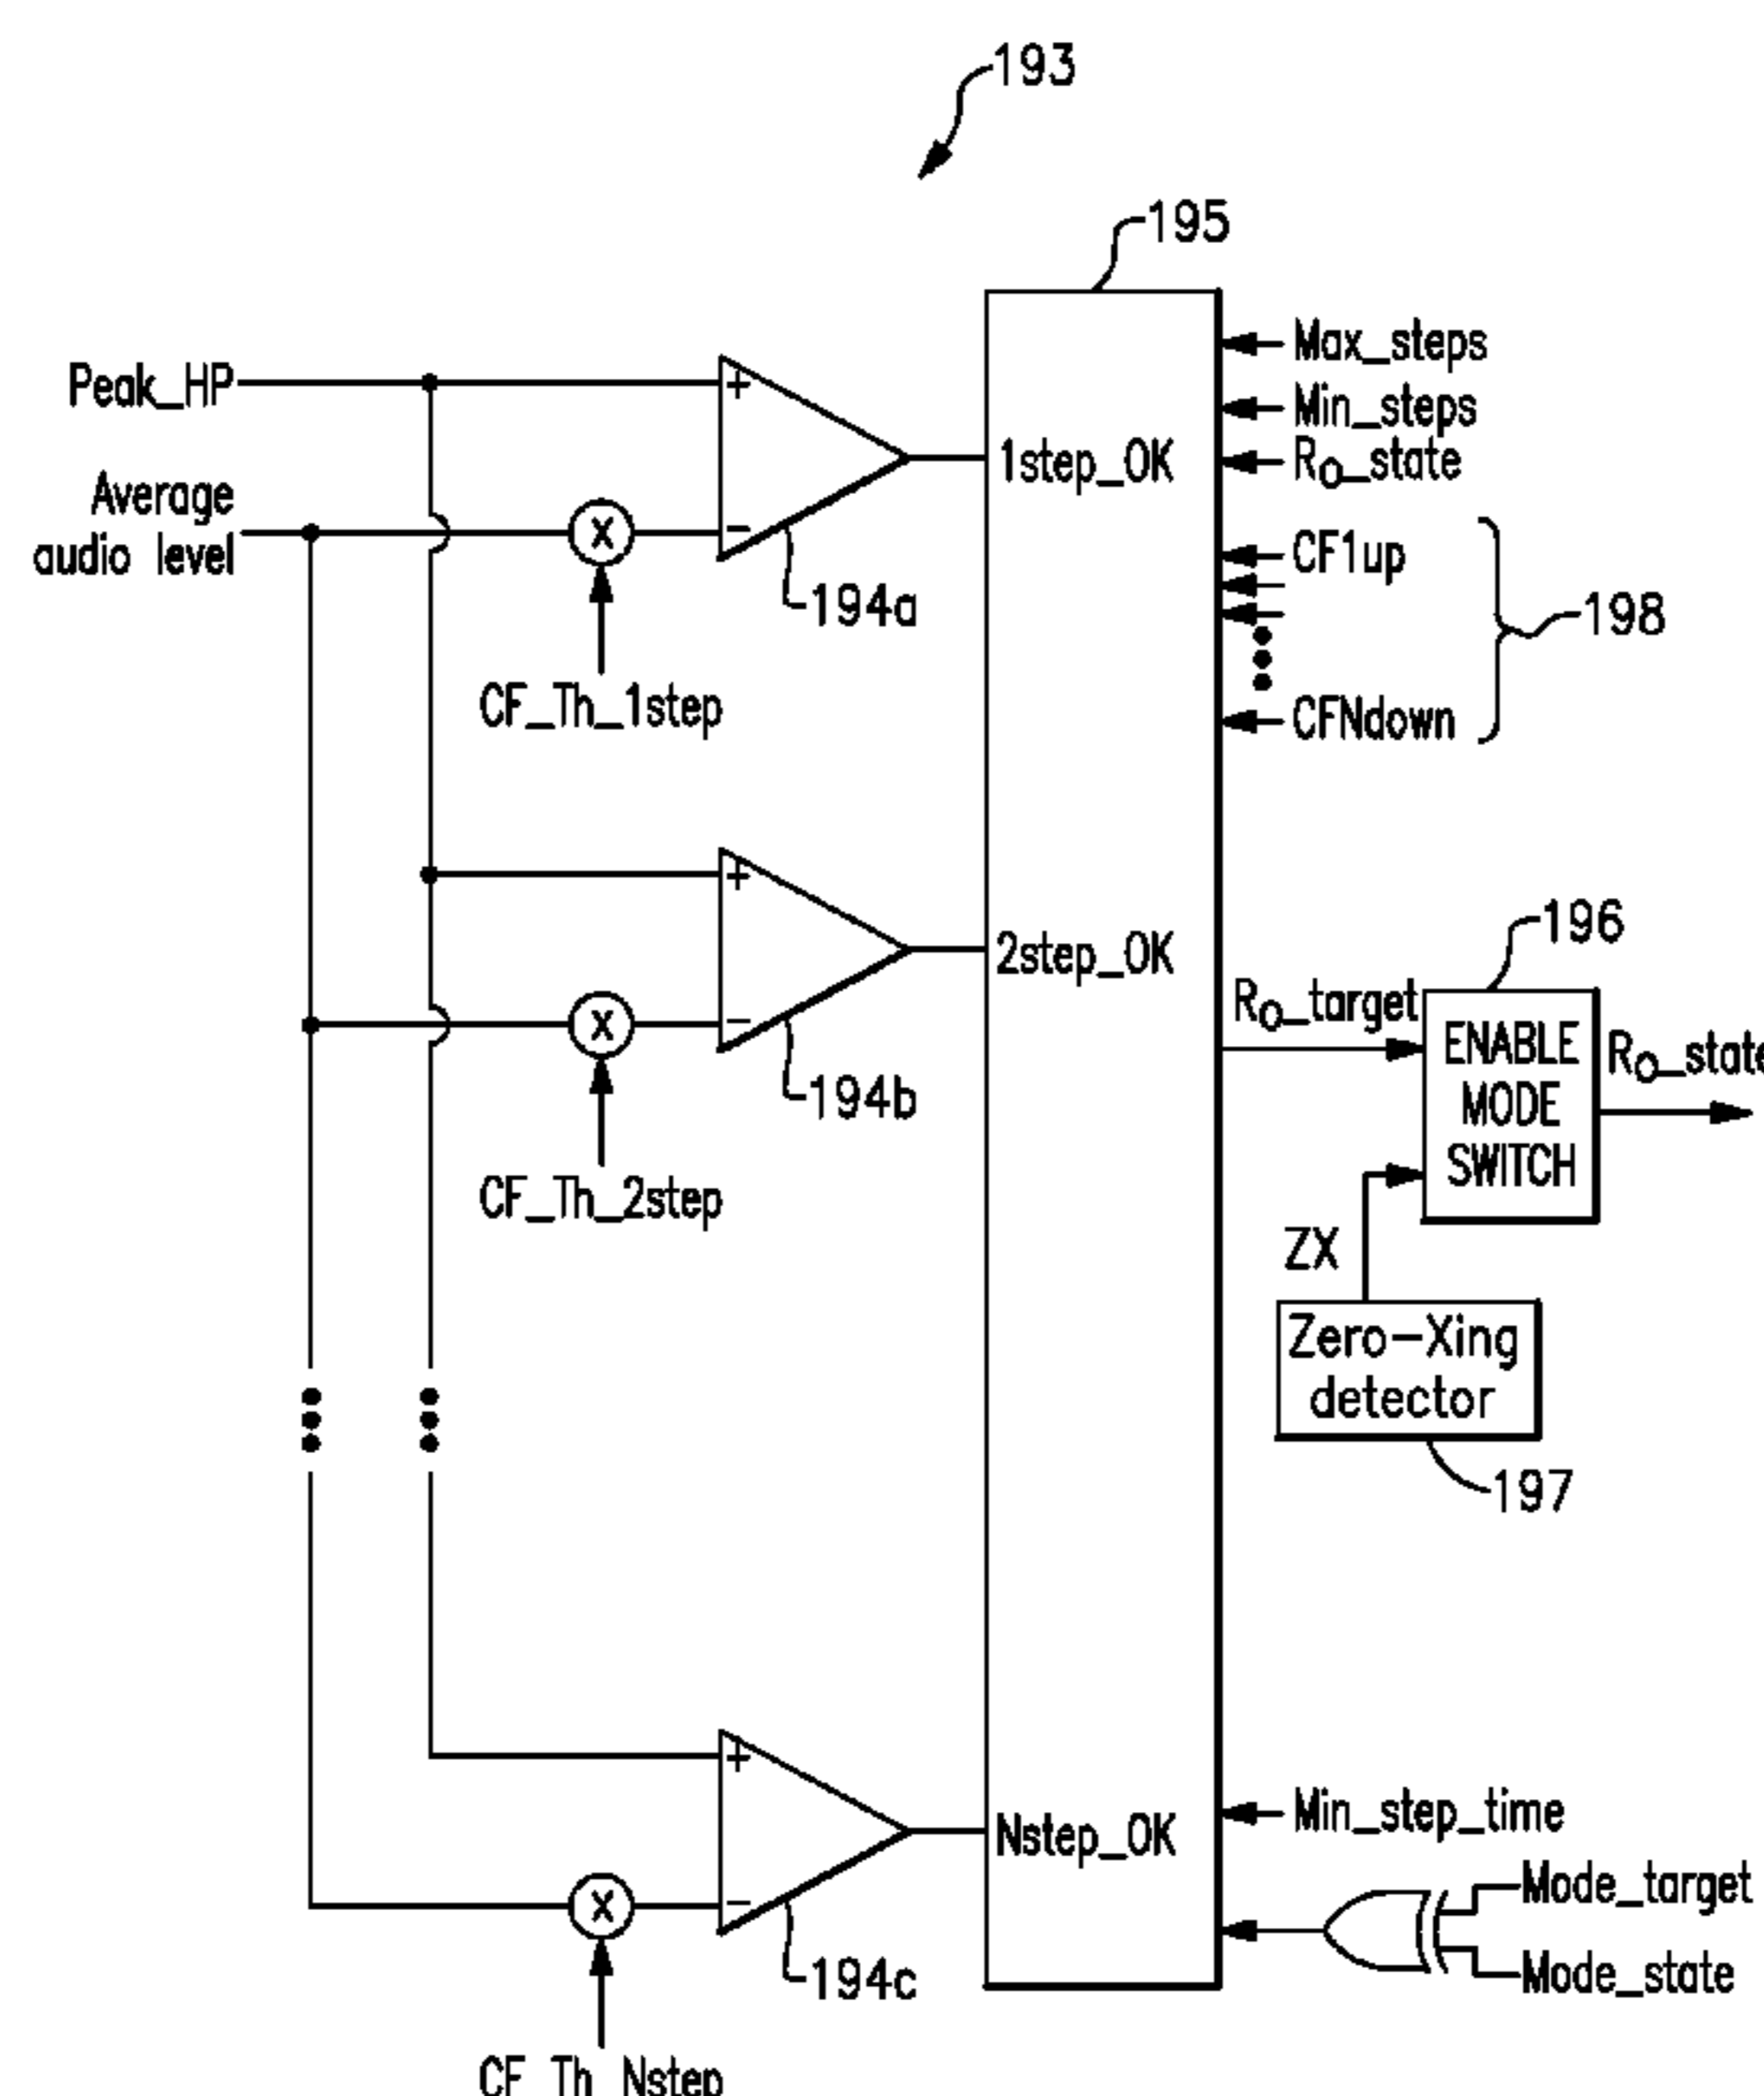 193
195
Peak_HP
+
1step_OK
Max_steps
Min_steps
RO_state
Average
audio level
X
−
194a
CF_Th_1step
CF1up
CFNdown
198
+
2step_OK
X
−
194b
CF_Th_2step
196
RO_target
ENABLE
MODE
SWITCH
RO_state
ZX
Zero-Xing
detector
197
+
Nstep_OK
X
−
194c
CF_Th_Nstep
Min_step_time
Mode_target
Mode_state